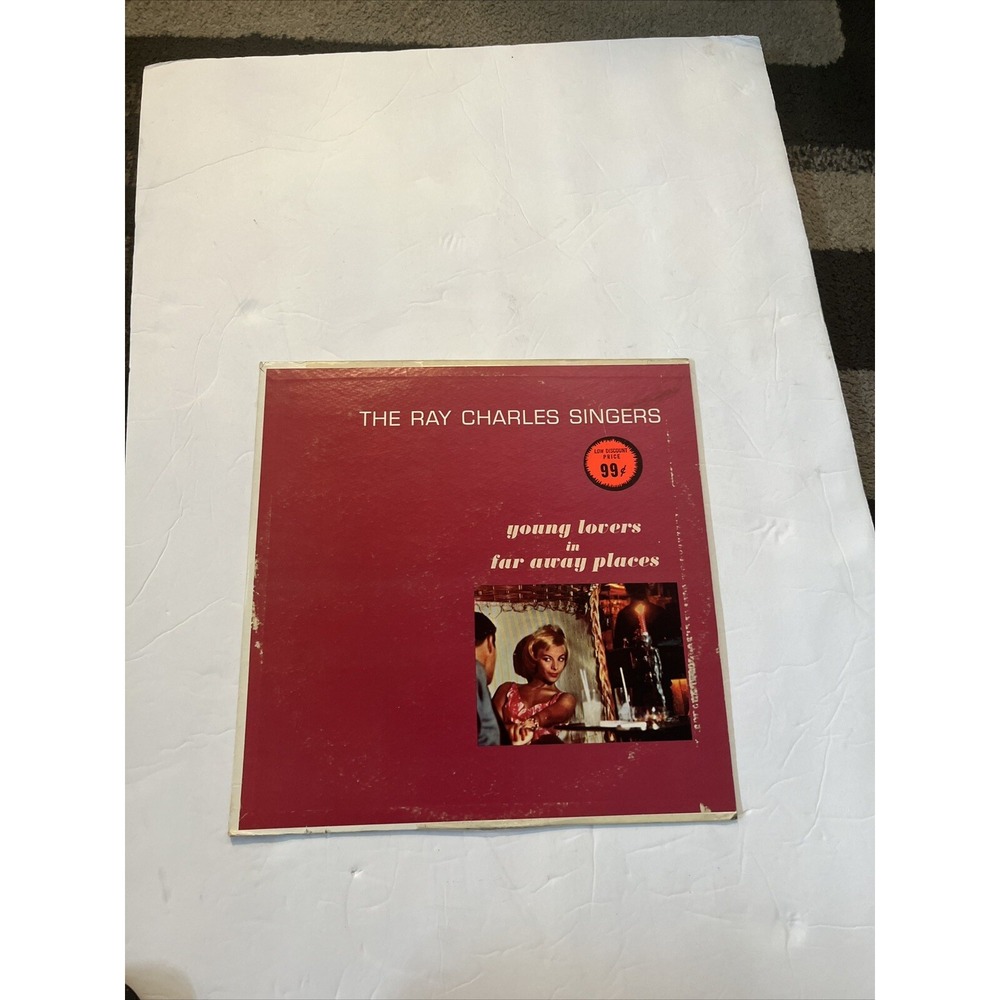 THE RAY CHARLES SINGERS
LOW DISCOUNT
PRICE
99¢
young lovers
in
far away places